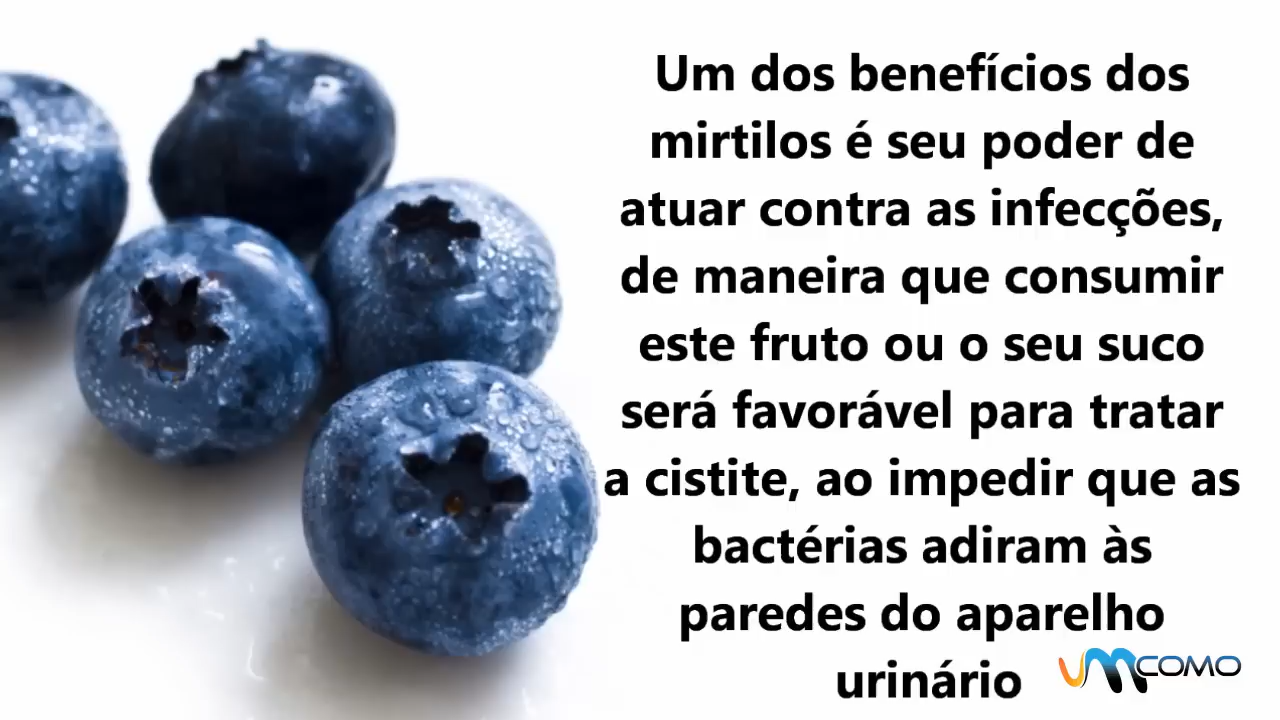 Um dos benefícios dos
mirtilos é seu poder de
atuar contra as infecções,
de maneira que consumir
este fruto ou o seu suco
será favorável para tratar
a cistite, ao impedir que as
bactérias adiram às
paredes do aparelho
urinário
umCOMO